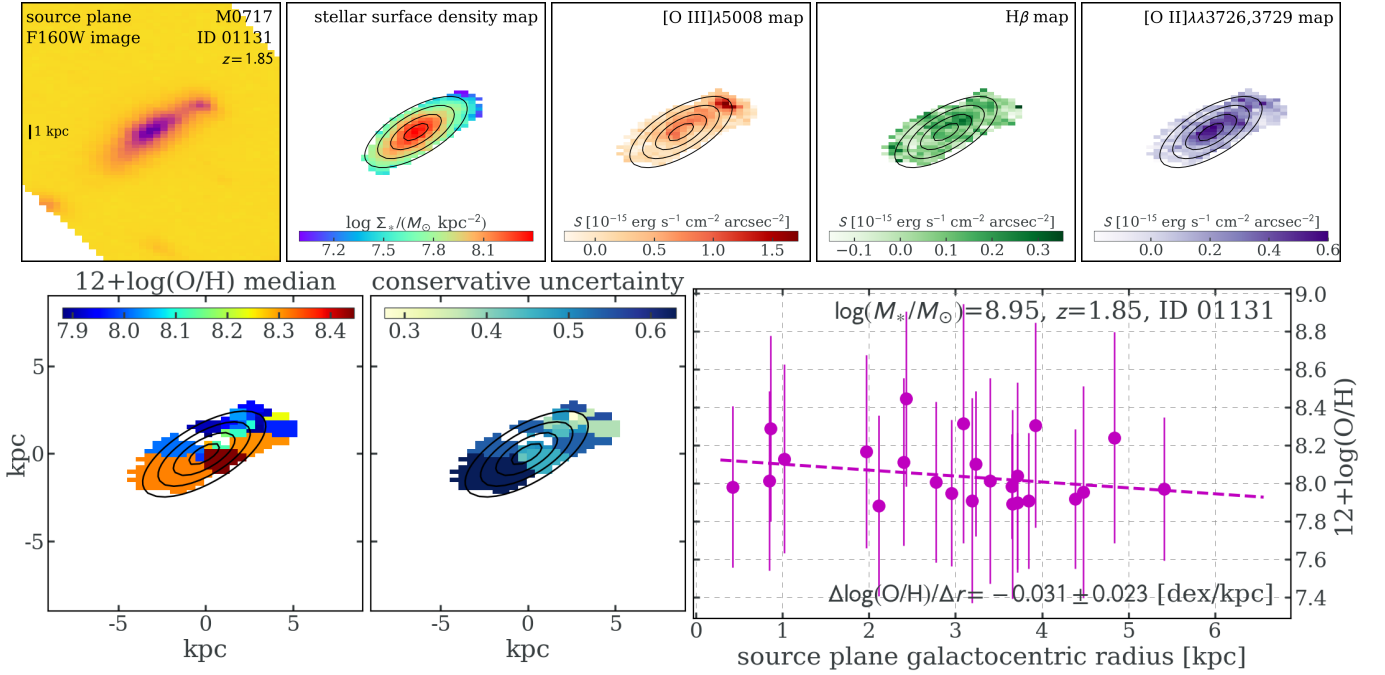 source plane M0717
F160W image ID 01131
z=1.85
1 kpc
stellar surface density map
log Σ*/(M⊙ kpc⁻²)
7.2 7.5 7.8 8.1
[O III]λ5008 map
S [10⁻¹⁵ erg s⁻¹ cm⁻² arcsec⁻²]
0.0 0.5 1.0 1.5
Hβ map
S [10⁻¹⁵ erg s⁻¹ cm⁻² arcsec⁻²]
−0.1 0.0 0.1 0.2 0.3
[O II]λλ3726,3729 map
S [10⁻¹⁵ erg s⁻¹ cm⁻² arcsec⁻²]
0.0 0.2 0.4 0.6
12+log(O/H) median
7.9 8.0 8.1 8.2 8.3 8.4
5
0
-5
kpc
-5 0 5
kpc
conservative uncertainty
0.3 0.4 0.5 0.6
-5 0 5
kpc
log(M*/M⊙)=8.95, z=1.85, ID 01131
9.0
8.8
8.6
8.4
8.2
8.0
7.8
7.6
7.4
12+log(O/H)
Δlog(O/H)/Δr= −0.031 ± 0.023 [dex/kpc]
0 1 2 3 4 5 6
source plane galactocentric radius [kpc]